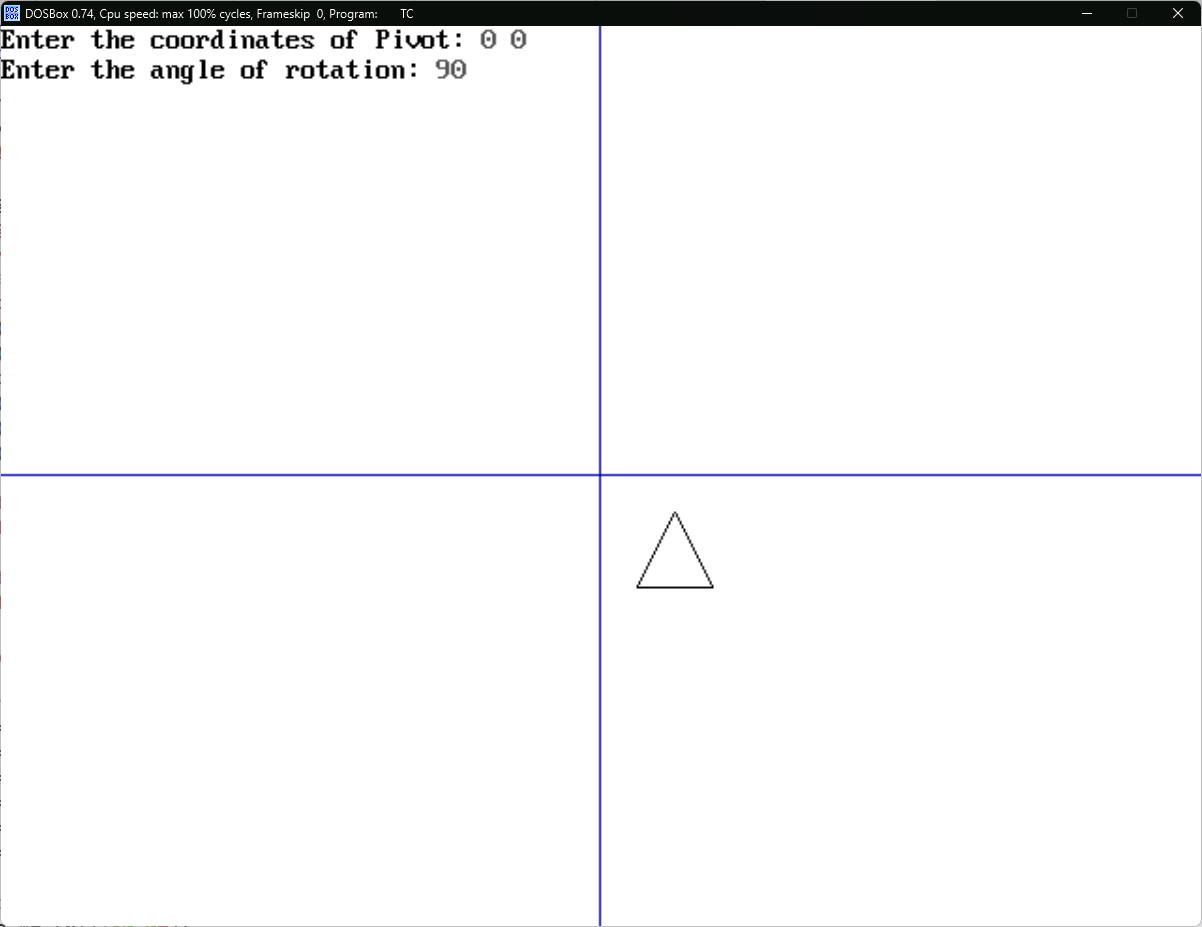 DOSBox 0.74, Cpu speed: max 100% cycles, Frameskip 0, Program: TC
Enter the coordinates of Pivot: 0 0
Enter the angle of rotation: 90